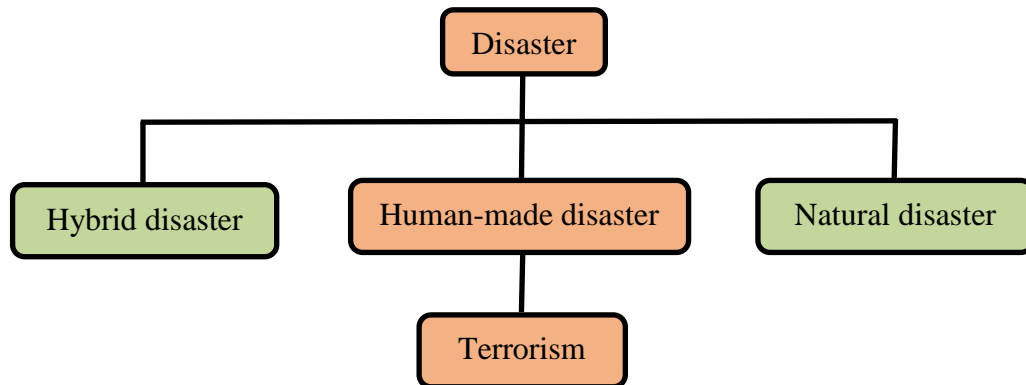 Disaster
Hybrid disaster
Human-made disaster
Natural disaster
Terrorism